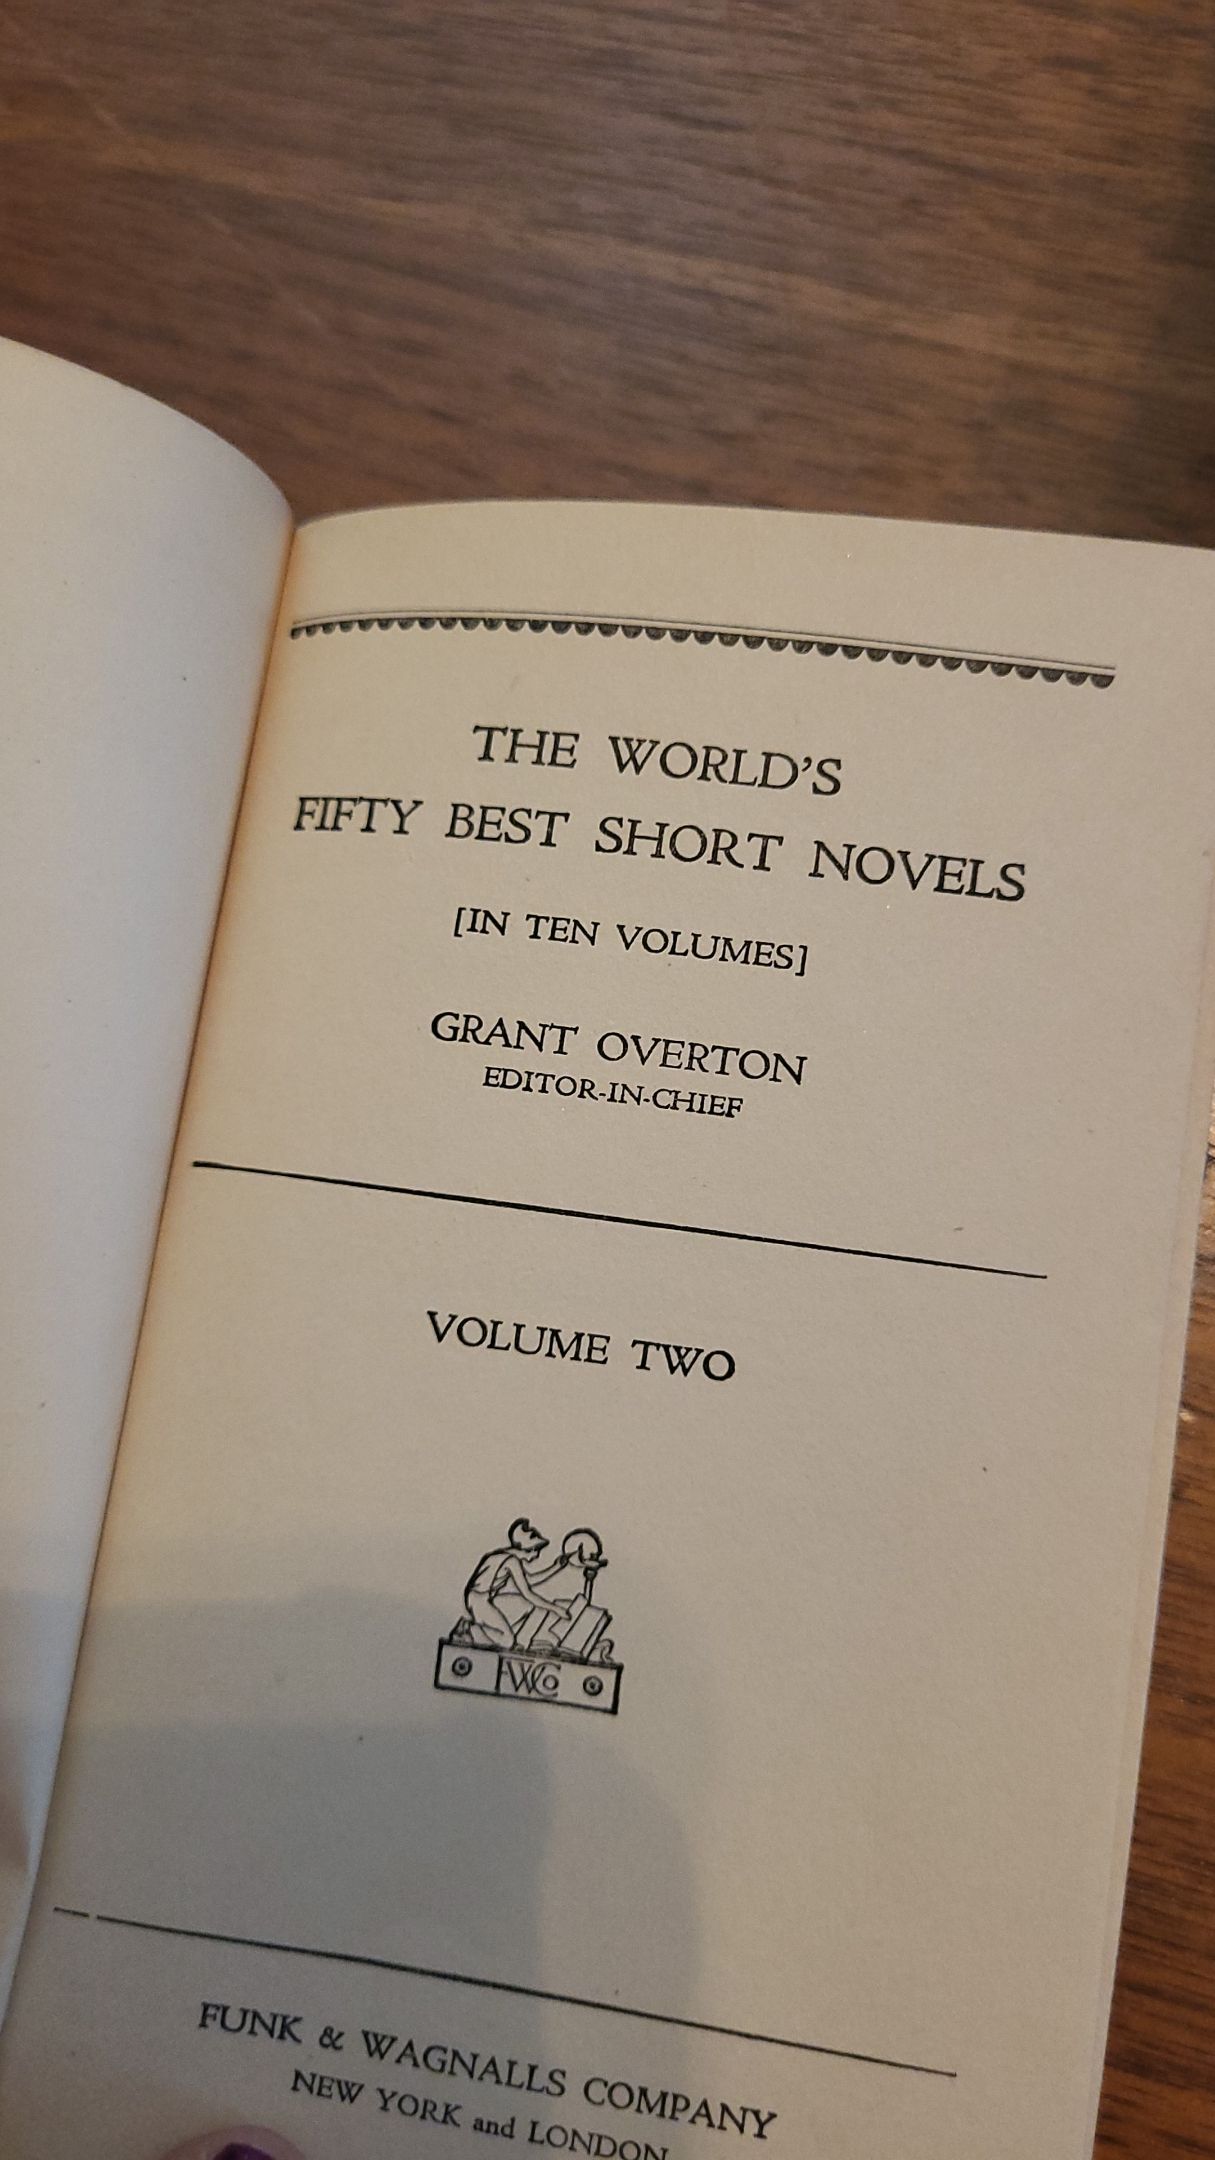 THE WORLD'S
FIFTY BEST SHORT NOVELS
[IN TEN VOLUMES]
GRANT OVERTON
EDITOR-IN-CHIEF
VOLUME TWO
FWCo
FUNK & WAGNALLS COMPANY
NEW YORK and LONDON